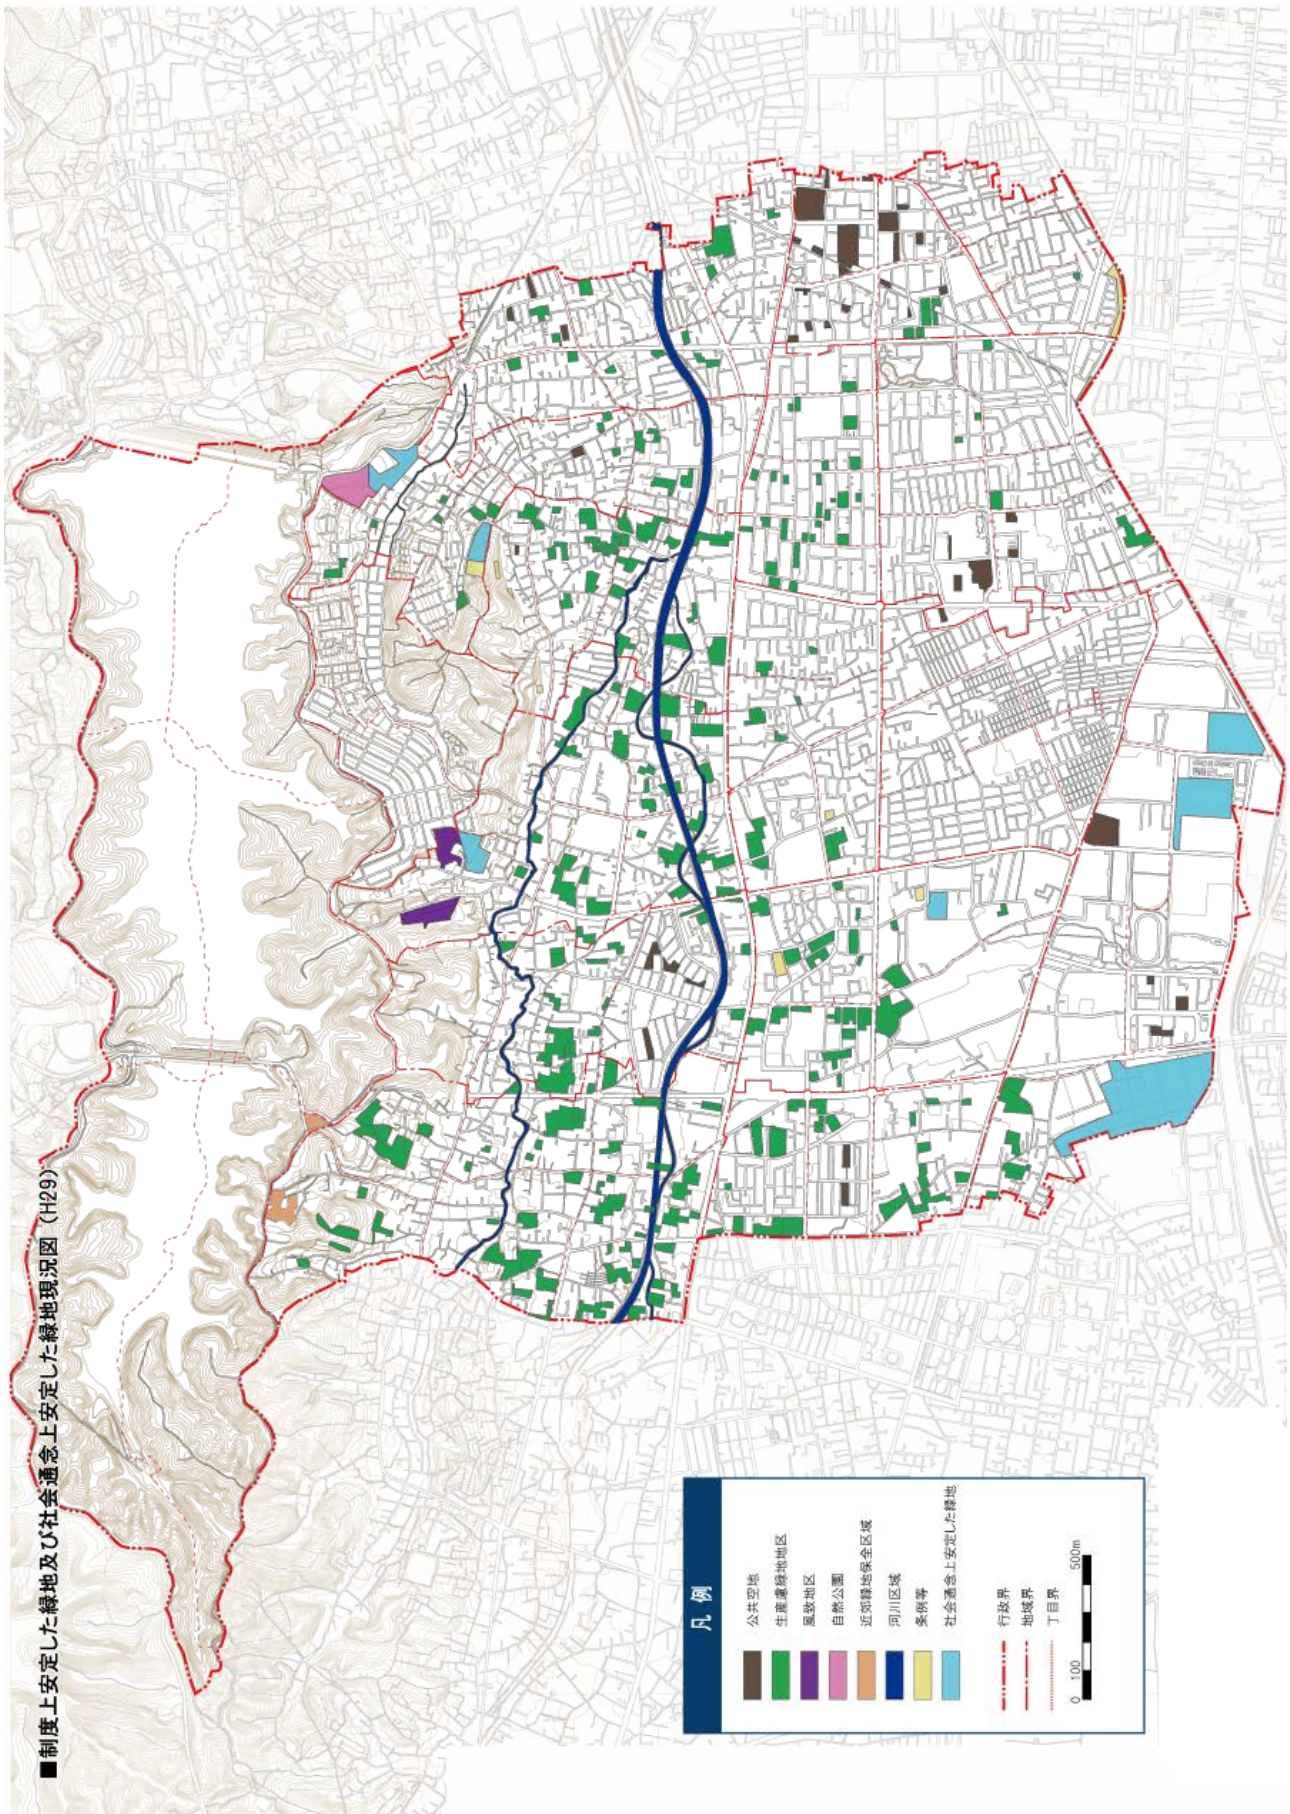 ■制度上安定した緑地及び社会通念上安定した緑地現況図（H29）
凡 例
公共空地
生産慮緑地地区
風致地区
自然公園
近郊緑地保全区域
河川区域
条例等
社会通念上安定した緑地
行政界
地域界
丁目界
0 100 500m